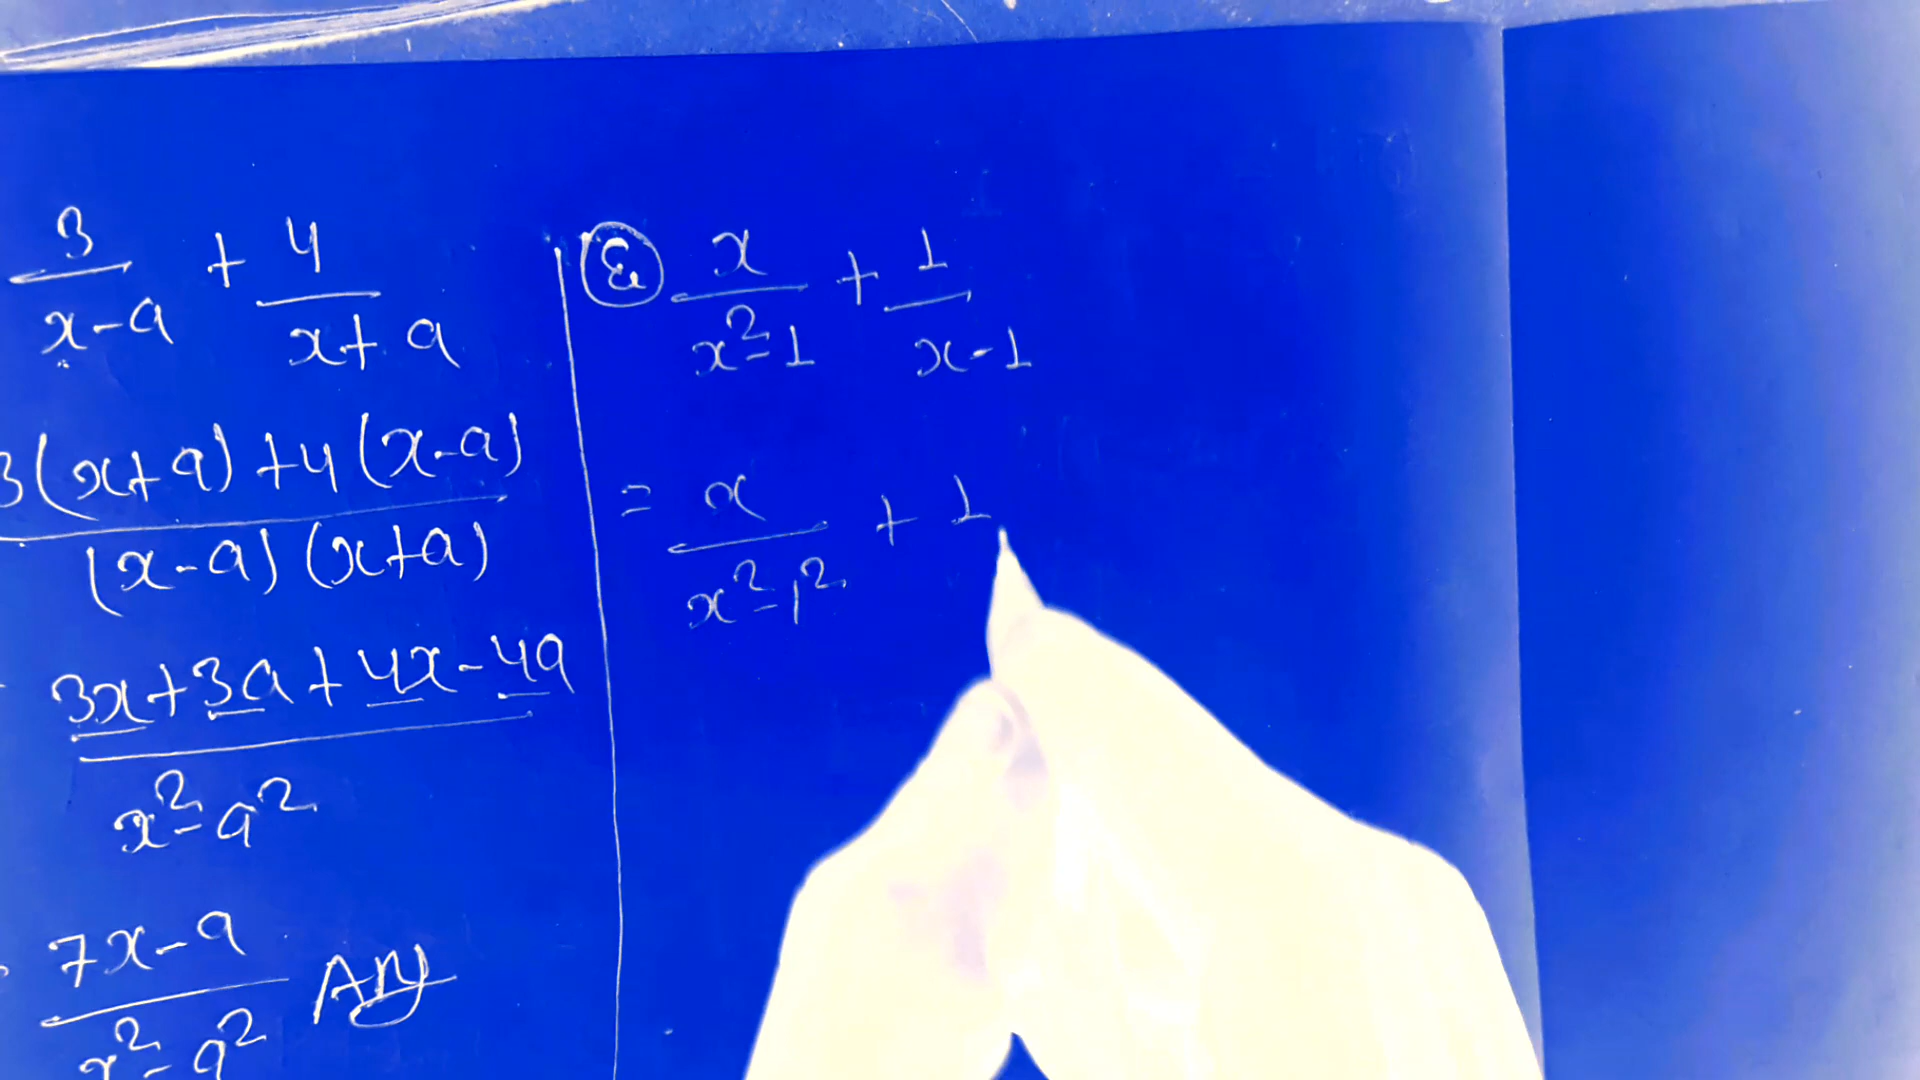 3/(x-a) + 4/(x+a)
3(x+a)+4(x-a)
(x-a)(x+a)
3x+3a+4x-4a
x²-a²
7x-a
x²-a² Ans
x/(x²-1) + 1/(x-1)
= x/(x²-1²) + 1